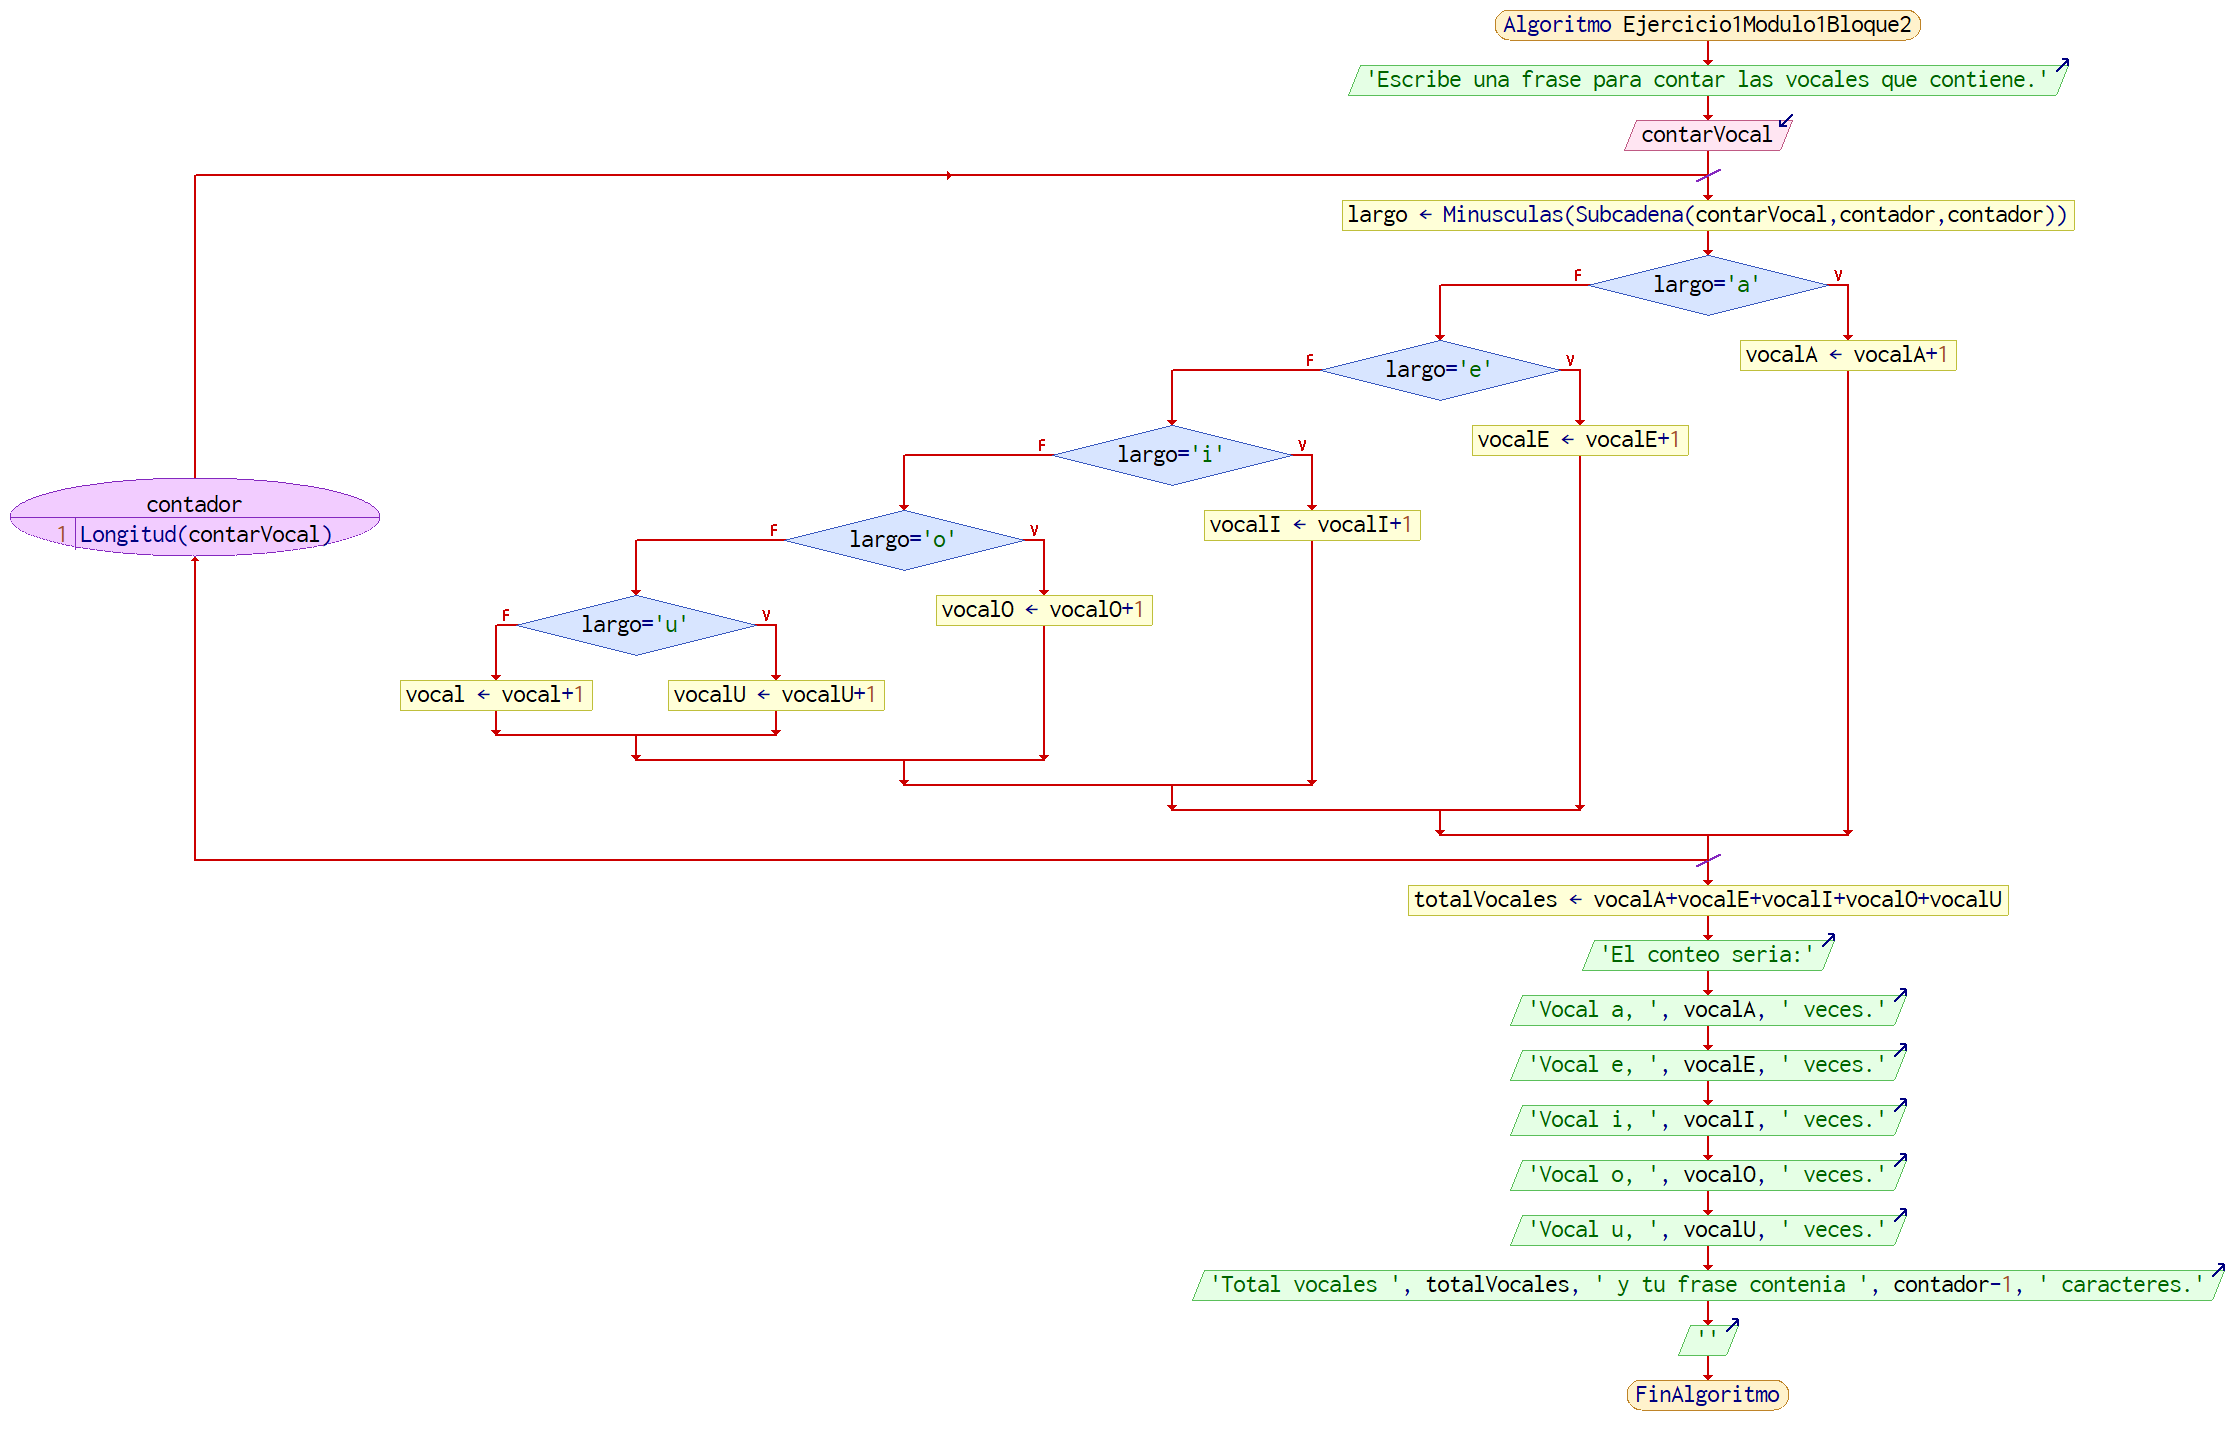 Algoritmo Ejercicio1Modulo1Bloque2
'Escribe una frase para contar las vocales que contiene.'
contarVocal
largo ← Minusculas(Subcadena(contarVocal,contador,contador))
F
largo='a'
V
vocalA ← vocalA+1
F
largo='e'
V
vocalE ← vocalE+1
F
largo='i'
V
vocalI ← vocalI+1
F
largo='o'
V
vocalO ← vocalO+1
F
largo='u'
V
vocal ← vocal+1
vocalU ← vocalU+1
contador
1 Longitud(contarVocal)
totalVocales ← vocalA+vocalE+vocalI+vocalO+vocalU
'El conteo seria:'
'Vocal a, ', vocalA, ' veces.'
'Vocal e, ', vocalE, ' veces.'
'Vocal i, ', vocalI, ' veces.'
'Vocal o, ', vocalO, ' veces.'
'Vocal u, ', vocalU, ' veces.'
'Total vocales ', totalVocales, ' y tu frase contenia ', contador-1, ' caracteres.'
''
FinAlgoritmo